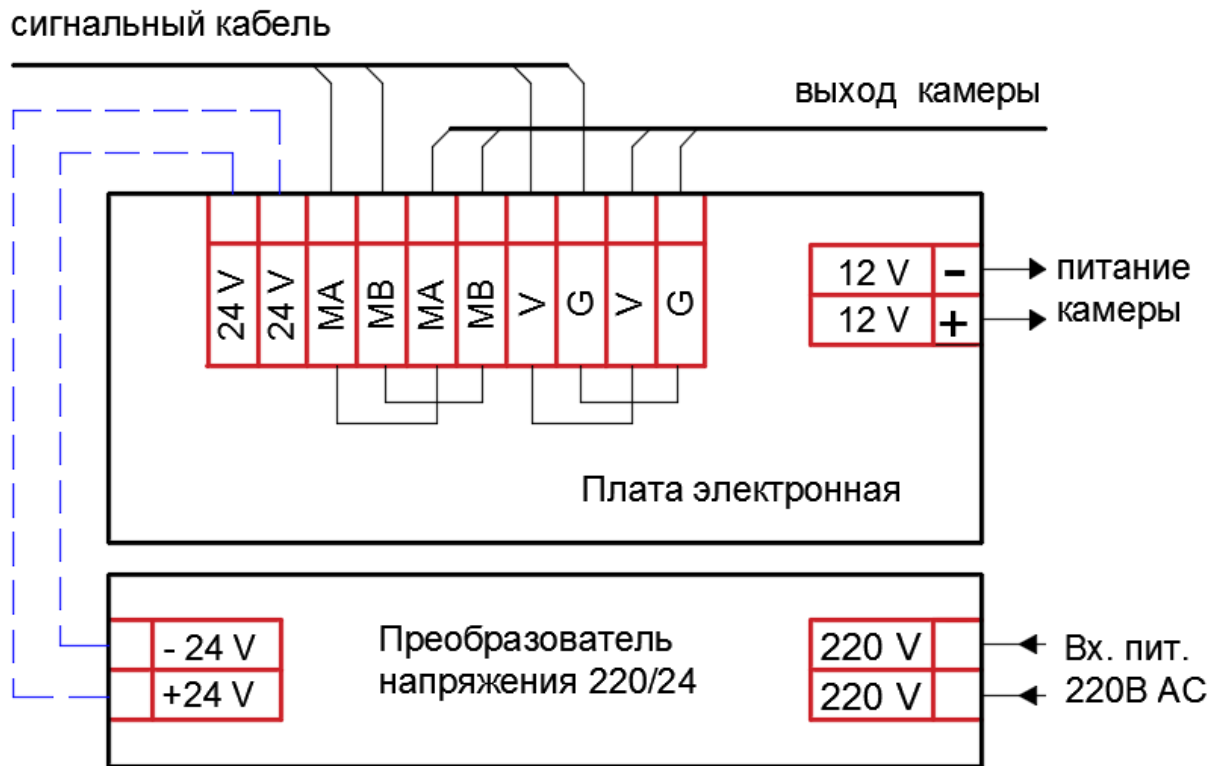 сигнальный кабель
выход камеры
24 V
24 V
MA
MB
MA
MB
V
G
V
G
12 V −
12 V +
питание
камеры
Плата электронная
- 24 V
+24 V
Преобразователь
напряжения 220/24
220 V
220 V
Вх. пит.
220В AC